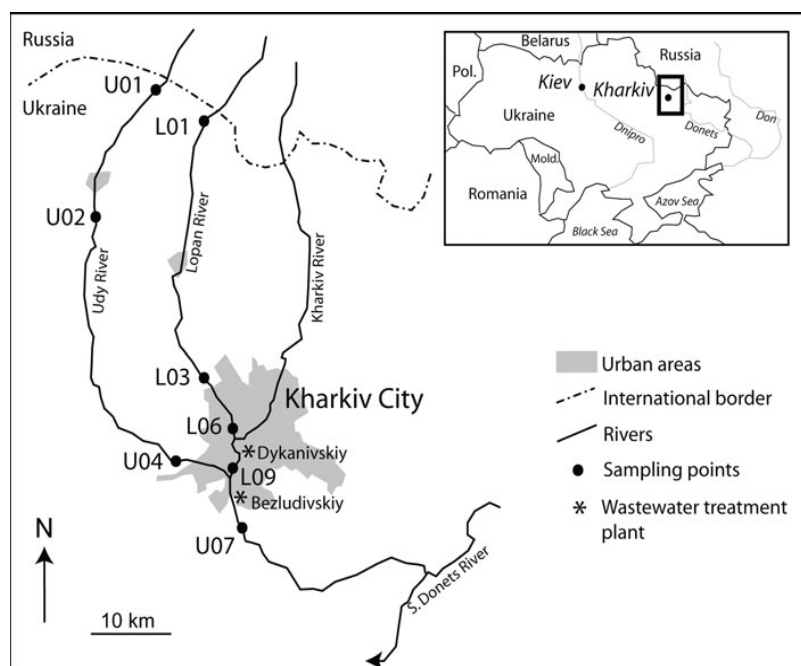 Russia
Ukraine
U01
L01
U02
Udy River
Lopan River
Kharkiv River
L03
Kharkiv City
L06
Dykanivskiy
U04
L09
Bezludivskiy
U07
S. Donets River
N
10 km
Belarus
Russia
Pol.
Kiev
Kharkiv
Ukraine
Dnipro
Donets
Don
Mold.
Romania
Azov Sea
Black Sea
Urban areas
International border
Rivers
Sampling points
Wastewater treatment
plant